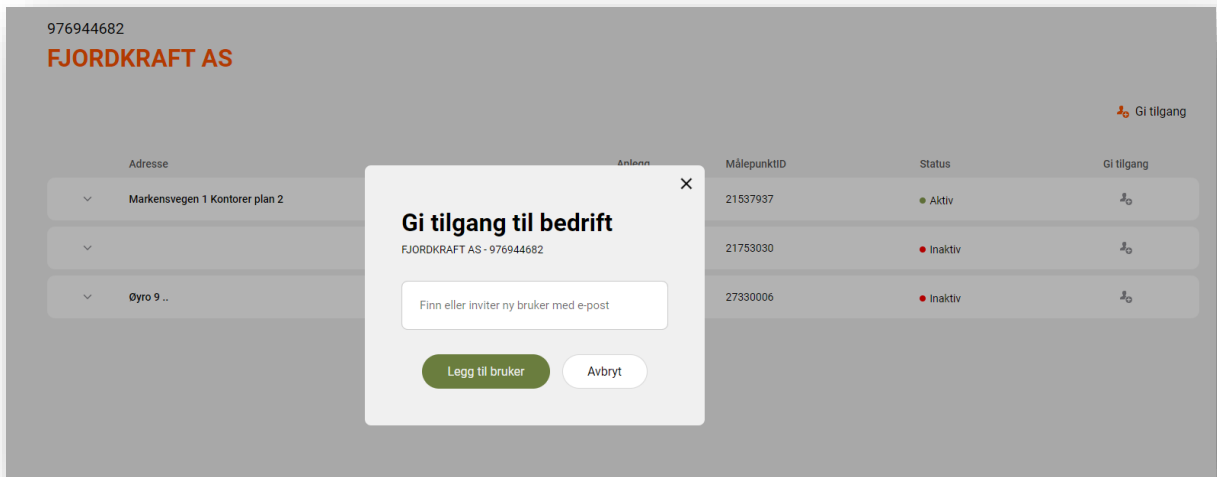 976944682
FJORDKRAFT AS
Gi tilgang
Adresse Anlegg MålepunktID Status Gi tilgang
Markensvegen 1 Kontorer plan 2 21537937 Aktiv
21753030 Inaktiv
Øyro 9 .. 27330006 Inaktiv
Gi tilgang til bedrift
FJORDKRAFT AS - 976944682
Finn eller inviter ny bruker med e-post
Legg til bruker Avbryt